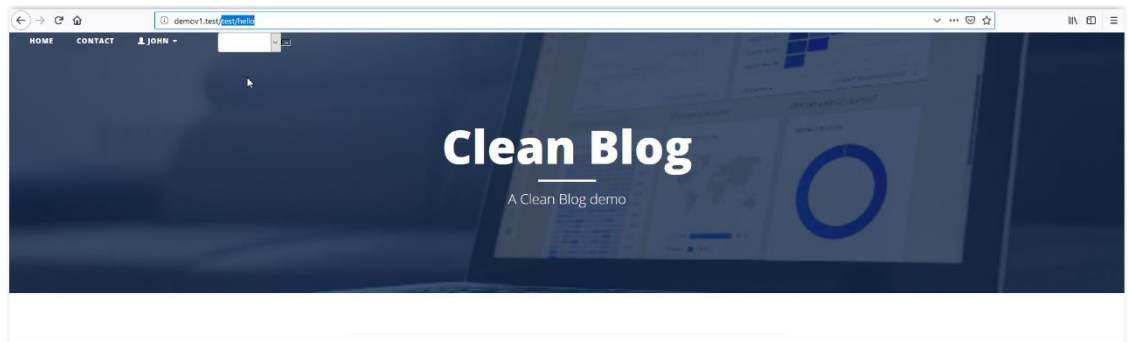 demov1.test/test/hello
HOME CONTACT JOHN
Clean Blog
A Clean Blog demo